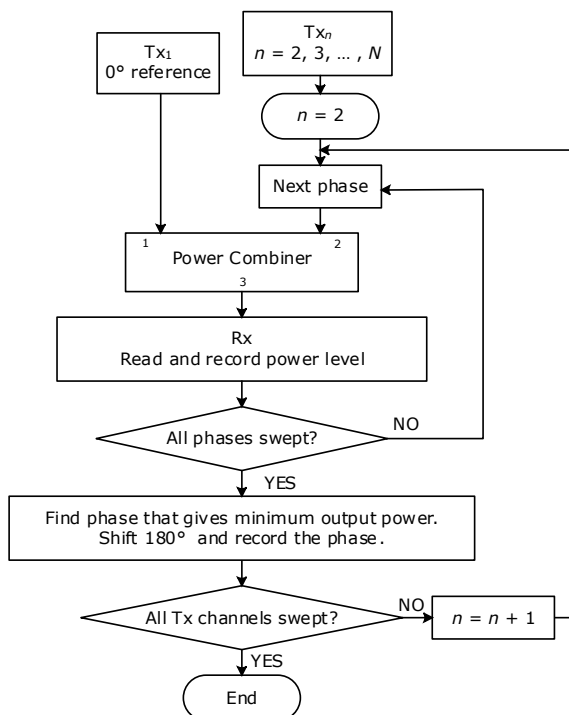 Tx1
0° reference
Txn
n = 2, 3, ... , N
n = 2
Next phase
1
2
Power Combiner
3
Rx
Read and record power level
All phases swept?
NO
YES
Find phase that gives minimum output power.
Shift 180° and record the phase.
All Tx channels swept?
NO
n = n + 1
YES
End